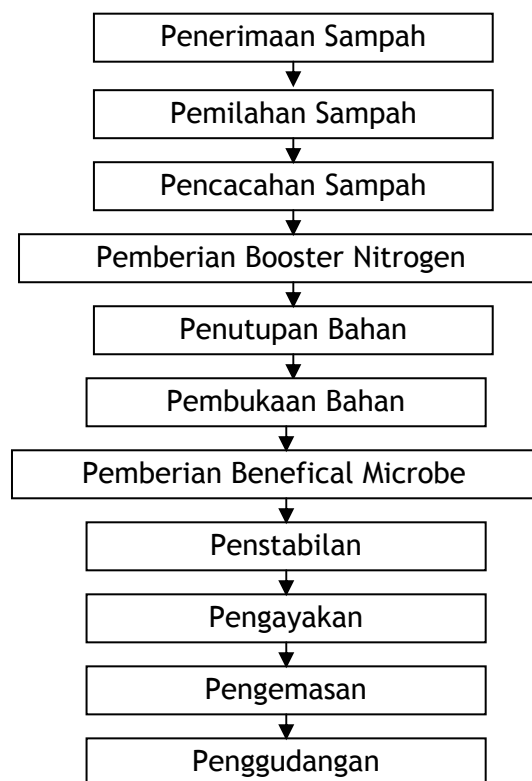 Penerimaan Sampah
Pemilahan Sampah
Pencacahan Sampah
Pemberian Booster Nitrogen
Penutupan Bahan
Pembukaan Bahan
Pemberian Benefical Microbe
Penstabilan
Pengayakan
Pengemasan
Penggudangan